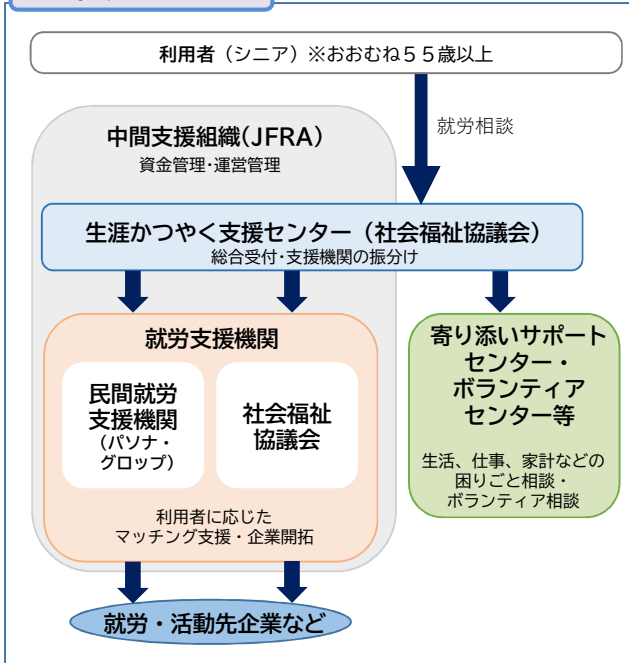 利用者（シニア）※おおむね５５歳以上
就労相談
中間支援組織(JFRA)
資金管理･運営管理
生涯かつやく支援センター（社会福祉協議会）
総合受付･支援機関の振分け
就労支援機関
民間就労
支援機関
（パソナ・
グロップ）
社会福祉
協議会
利用者に応じた
マッチング支援・企業開拓
寄り添いサポート
センター・
ボランティア
センター等
生活、仕事、家計などの
困りごと相談・
ボランティア相談
就労・活動先企業など